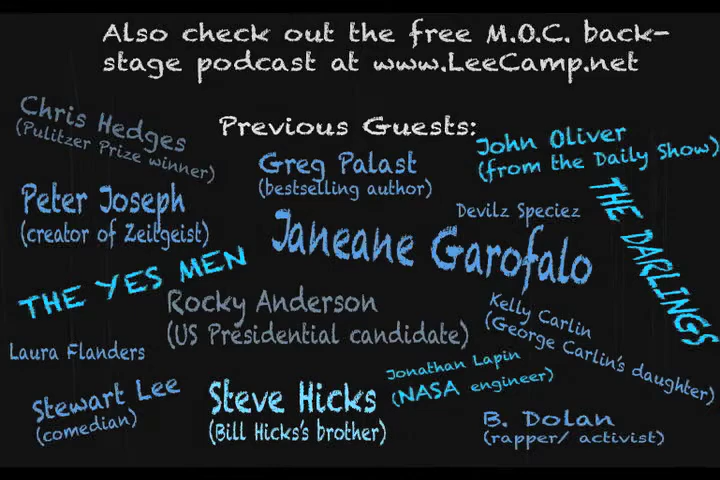 Also check out the free M.O.C. back-
stage podcast at www.LeeCamp.net
Previous Guests:
Chris Hedges
(Pulitzer Prize winner)
Greg Palast
(bestselling author)
John Oliver
(from the Daily Show)
Peter Joseph
(creator of Zeitgeist)
Devilz Speciez
Janeane Garofalo
THE DARLINGS
THE YES MEN
Rocky Anderson
(US Presidential candidate)
Kelly Carlin
(George Carlin's daughter)
Laura Flanders
Jonathan Lapin
(NASA engineer)
Stewart Lee
(comedian)
Steve Hicks
(Bill Hicks's brother)
B. Dolan
(rapper/ activist)